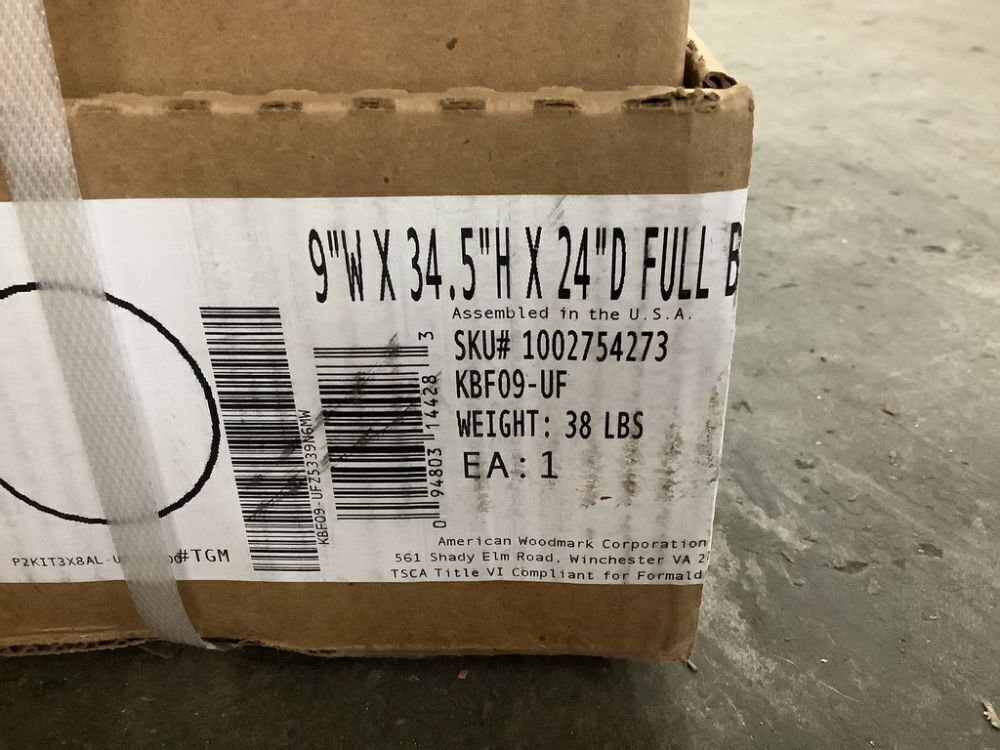 9"W X 34.5"H X 24"D FULL B
Assembled in the U.S.A.
SKU# 1002754273
KBF09-UF
WEIGHT: 38 LBS
EA: 1
KBF09-UFZ5339N6MW
0 94803 14428 3
American Woodmark Corporation
561 Shady Elm Road, Winchester VA 2
TSCA Title VI Compliant for Formald
P2KIT3X8AL-U
#TGM